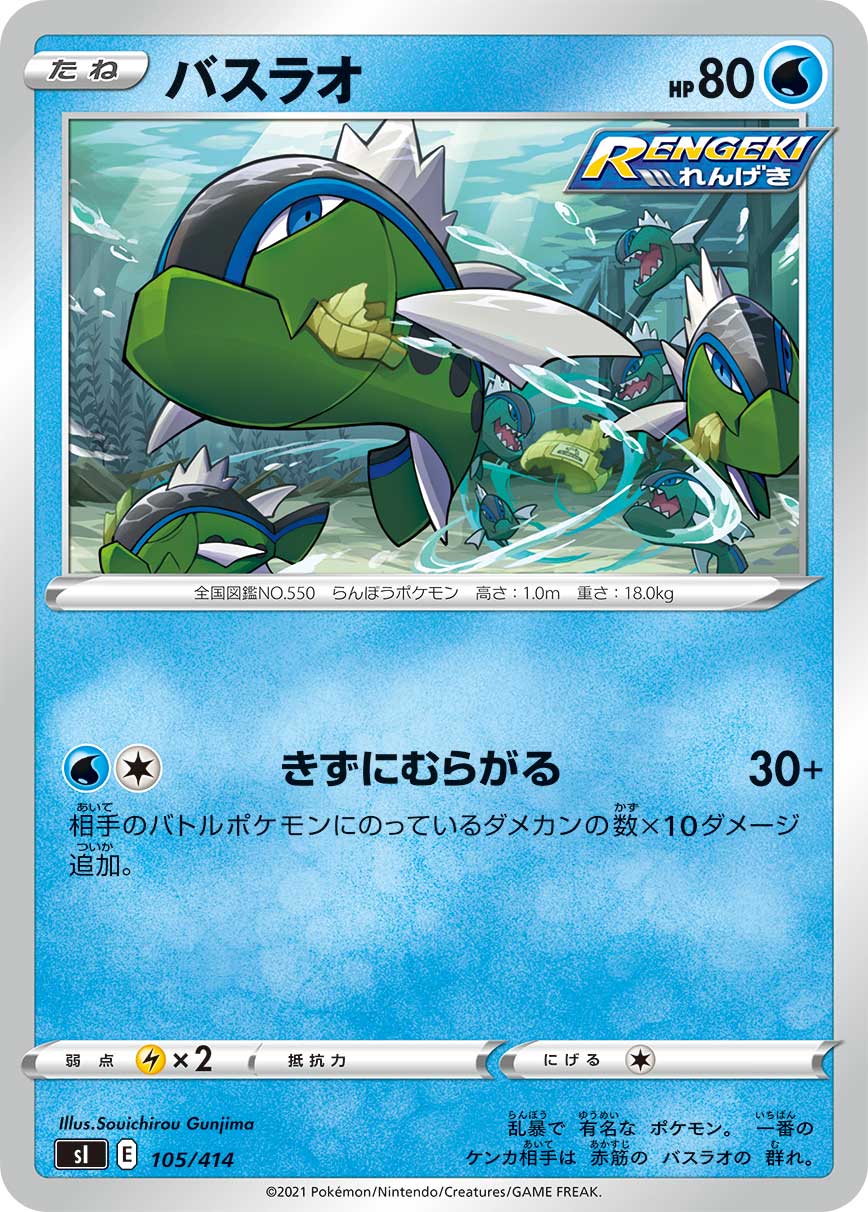 たね
バスラオ
HP80
RENGEKI
れんげき
全国図鑑NO.550 らんぼうポケモン 高さ：1.0m 重さ：18.0kg
きずにむらがる 30+
相手のバトルポケモンにのっているダメカンの数×10ダメージ
追加。
弱点 ×2 抵抗力 にげる
Illus.Souichirou Gunjima
乱暴で 有名な ポケモン。 一番の
ケンカ相手は 赤筋の バスラオの 群れ。
sI E 105/414
©2021 Pokémon/Nintendo/Creatures/GAME FREAK.